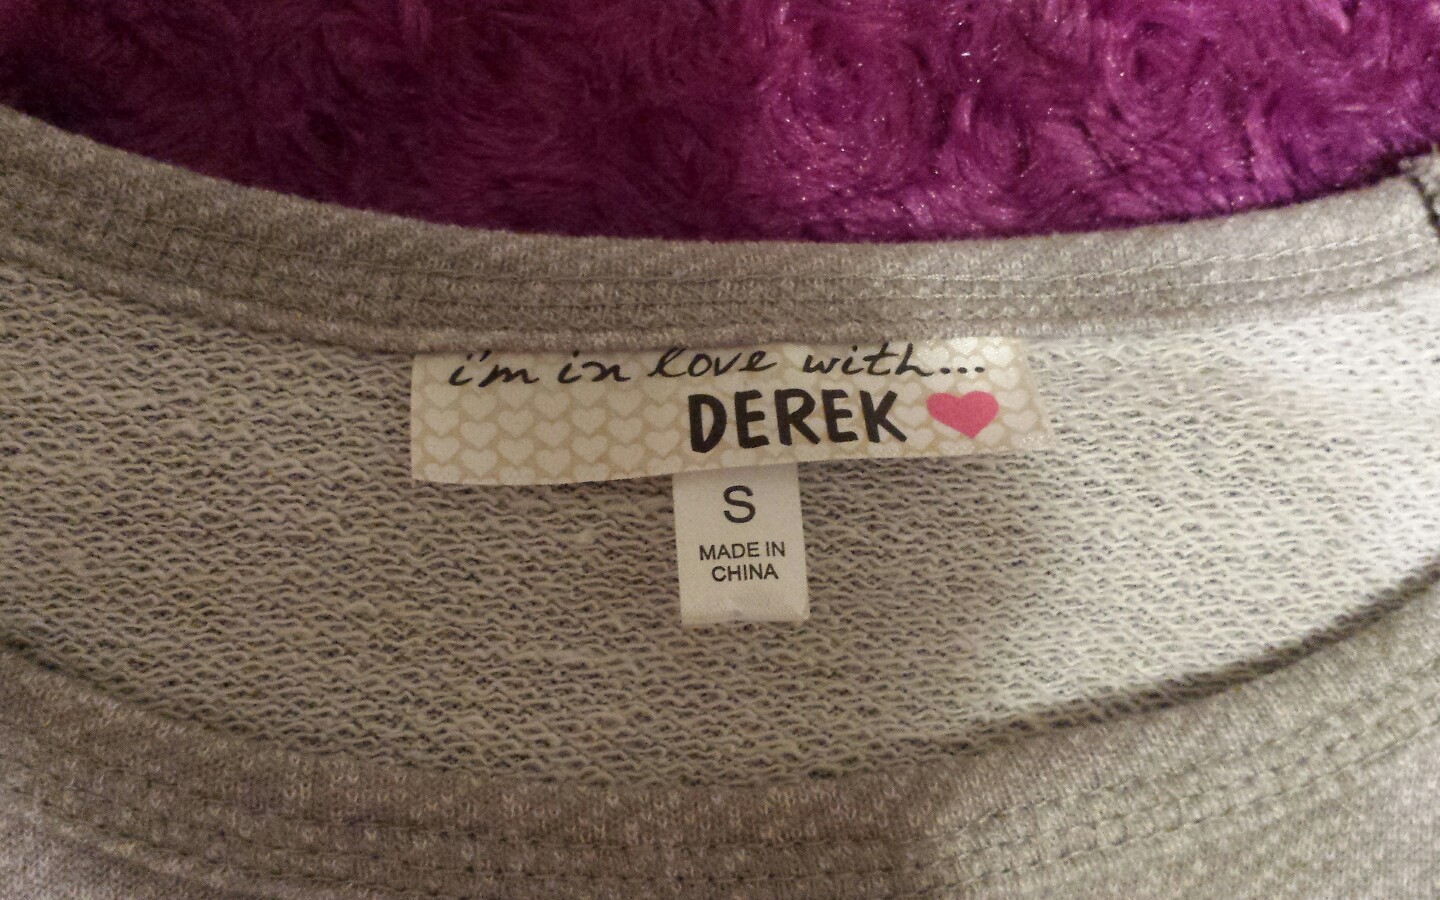 i'm in love with...
DEREK
S
MADE IN
CHINA